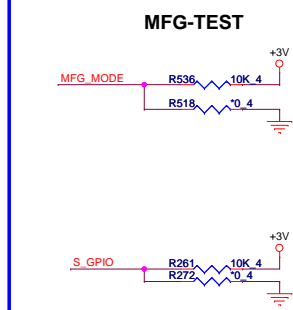 MFG-TEST
+3V
MFG_MODE R536 10K_4
R518 *0_4
+3V
S_GPIO R261 10K_4
R272 *0_4